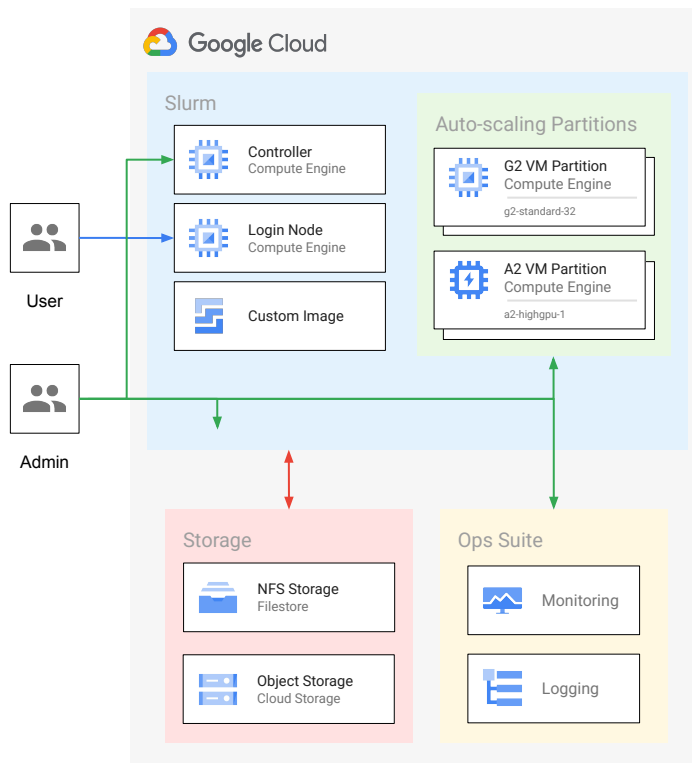 Google Cloud
Slurm
Controller
Compute Engine
Login Node
Compute Engine
Custom Image
Auto-scaling Partitions
G2 VM Partition
Compute Engine
g2-standard-32
A2 VM Partition
Compute Engine
a2-highgpu-1
User
Admin
Storage
NFS Storage
Filestore
Object Storage
Cloud Storage
Ops Suite
Monitoring
Logging